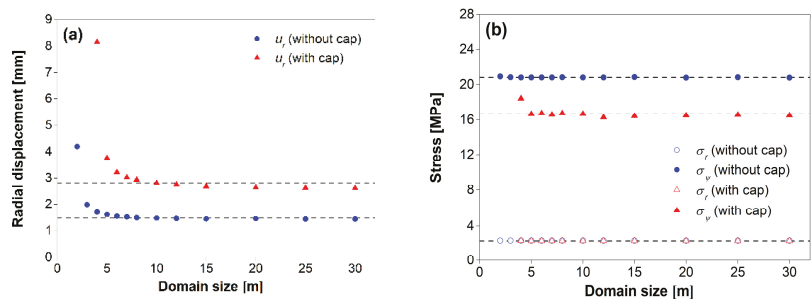 (a)
u_r (without cap)
u_r (with cap)
Radial displacement [mm]
9
8
7
6
5
4
3
2
1
0
0 5 10 15 20 25 30
Domain size [m]
(b)
σ_r (without cap)
σ_ψ (without cap)
σ_r (with cap)
σ_ψ (with cap)
Stress [MPa]
28
24
20
16
12
8
4
0
0 5 10 15 20 25 30
Domain size [m]